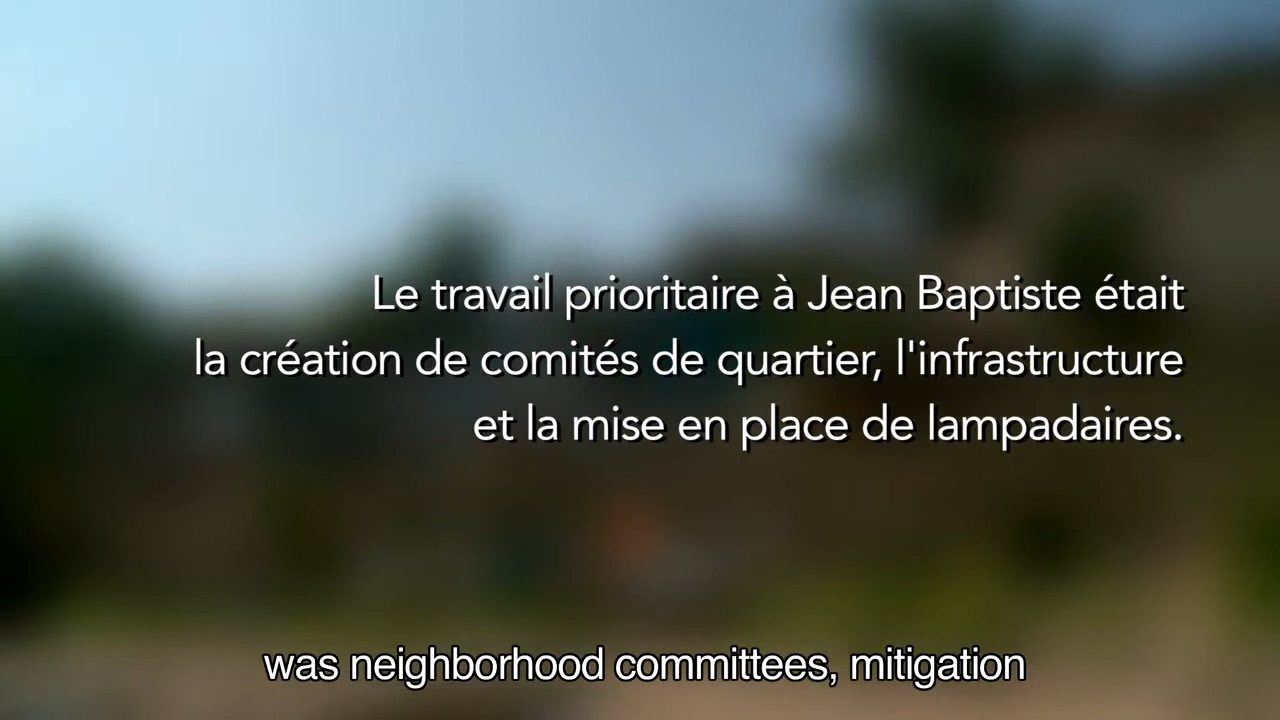 Le travail prioritaire à Jean Baptiste était
la création de comités de quartier, l'infrastructure
et la mise en place de lampadaires.
was neighborhood committees, mitigation